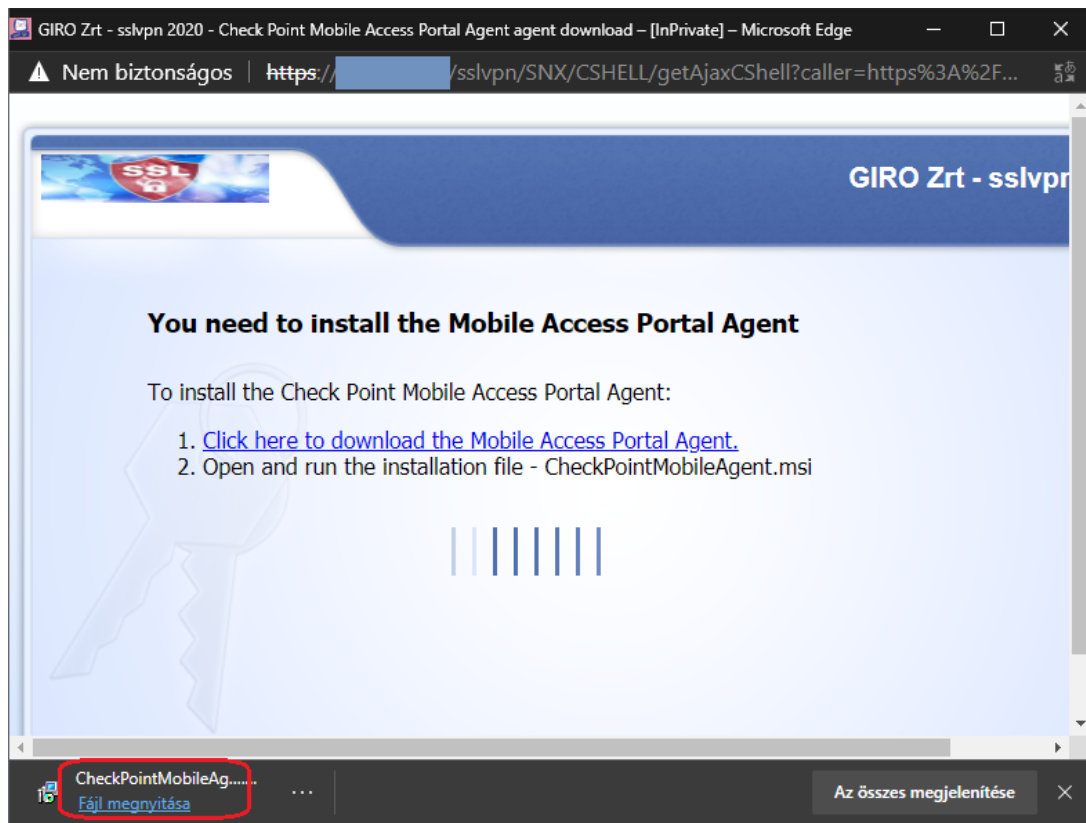 GIRO Zrt - sslvpn 2020 - Check Point Mobile Access Portal Agent agent download – [InPrivate] – Microsoft Edge
Nem biztonságos https:// /sslvpn/SNX/CSHELL/getAjaxCShell?caller=https%3A%2F...
SSL
GIRO Zrt - sslvpn
You need to install the Mobile Access Portal Agent
To install the Check Point Mobile Access Portal Agent:
1. Click here to download the Mobile Access Portal Agent.
2. Open and run the installation file - CheckPointMobileAgent.msi
CheckPointMobileAg.......
Fájl megnyitása
Az összes megjelenítése